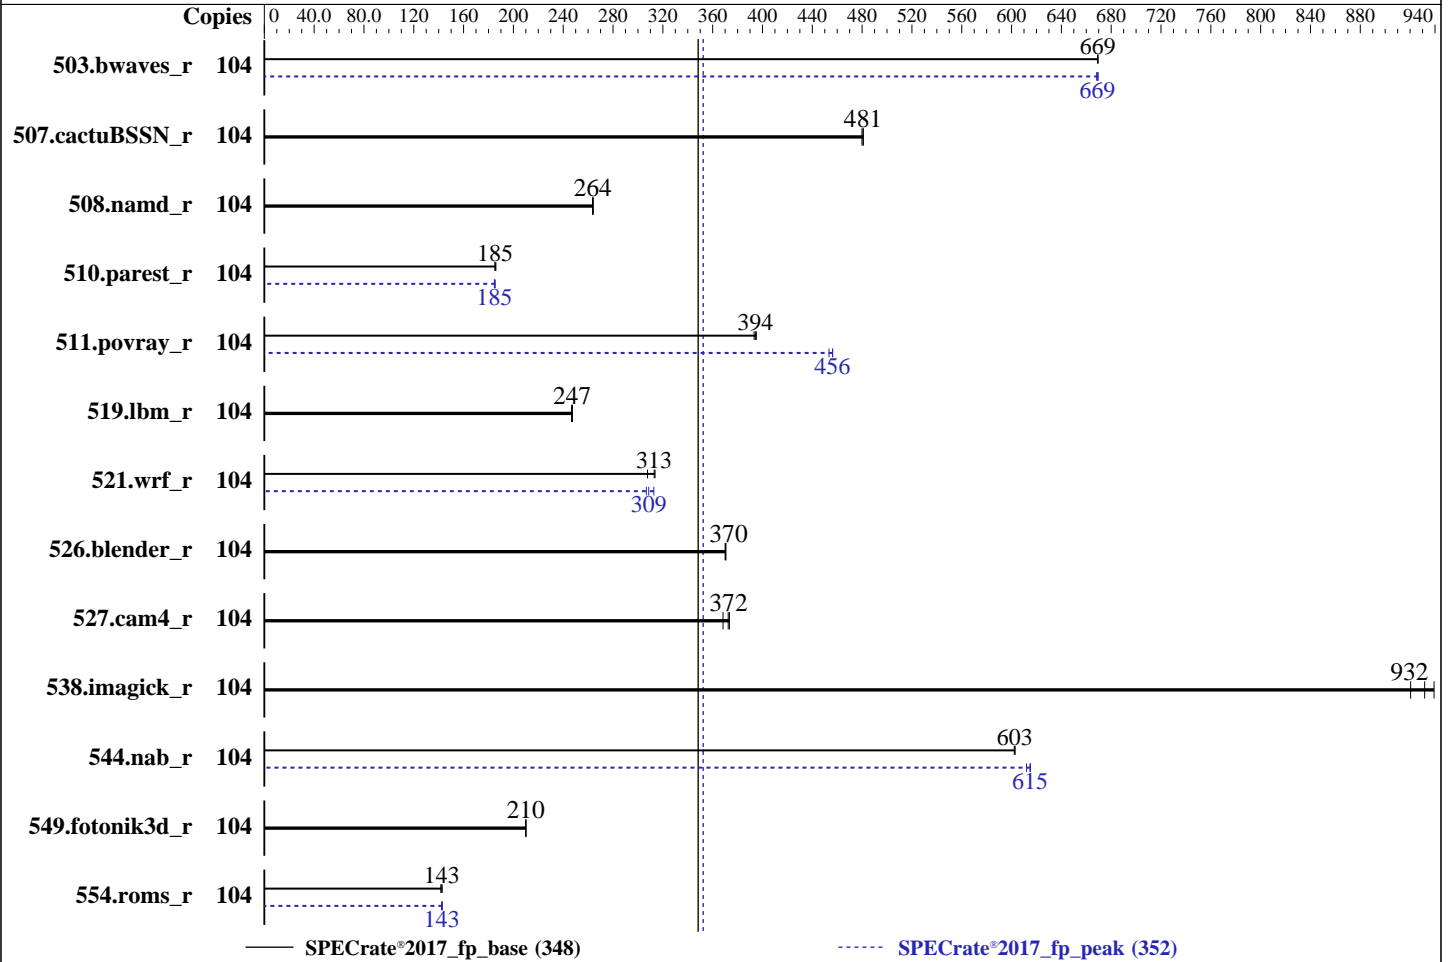 Copies 0 40.0 80.0 120 160 200 240 280 320 360 400 440 480 520 560 600 640 680 720 760 800 840 880 940
503.bwaves_r 104 669
669
507.cactuBSSN_r 104 481
508.namd_r 104 264
510.parest_r 104 185
185
511.povray_r 104 394
456
519.lbm_r 104 247
521.wrf_r 104 313
309
526.blender_r 104 370
527.cam4_r 104 372
538.imagick_r 104 932
544.nab_r 104 603
615
549.fotonik3d_r 104 210
554.roms_r 104 143
143
SPECrate®2017_fp_base (348) SPECrate®2017_fp_peak (352)